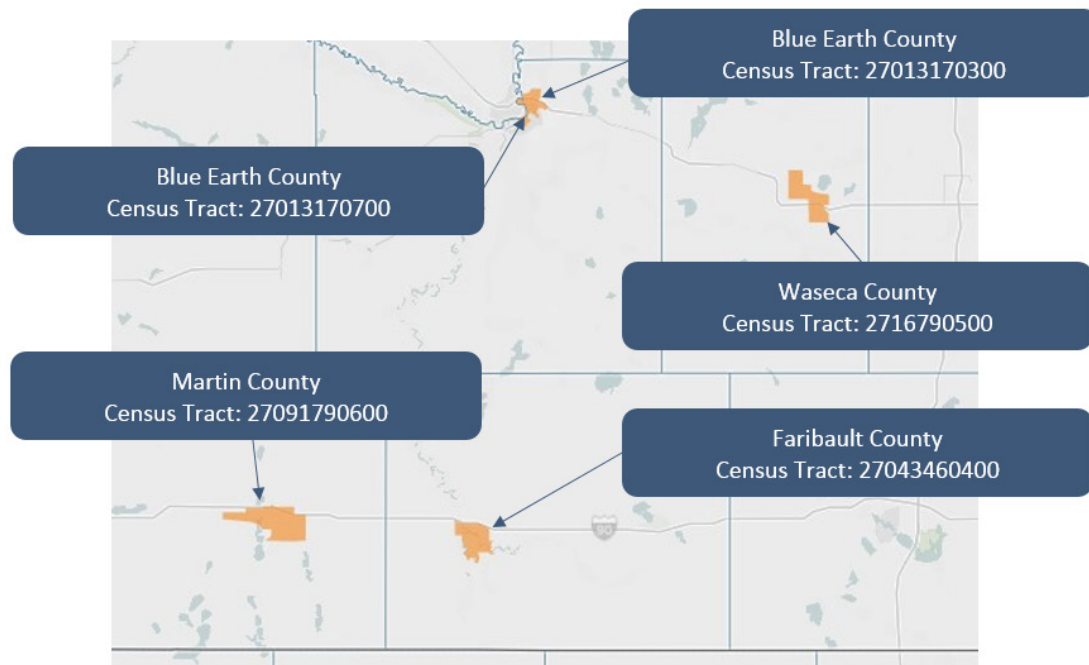 Blue Earth County
Census Tract: 27013170300
Blue Earth County
Census Tract: 27013170700
Waseca County
Census Tract: 2716790500
Martin County
Census Tract: 27091790600
Faribault County
Census Tract: 27043460400
90